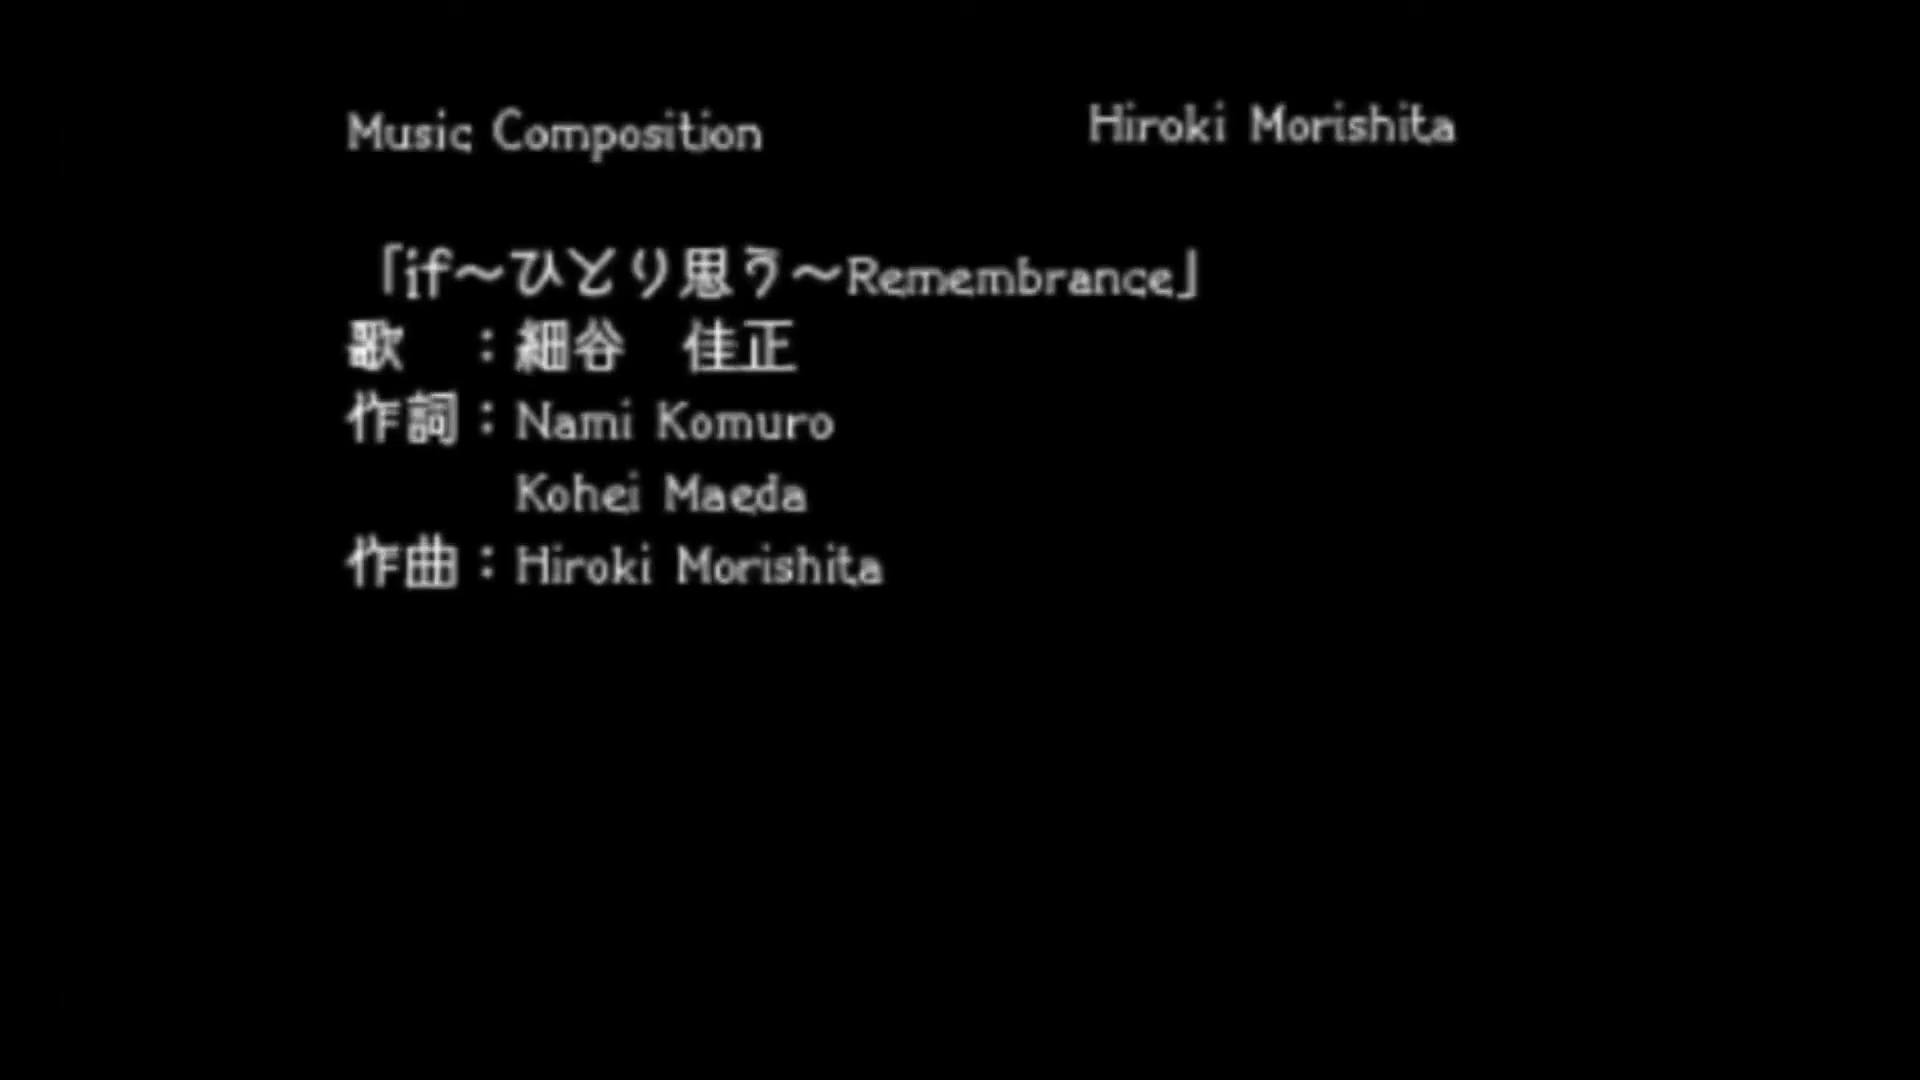 Music Composition Hiroki Morishita
「if～ひとり思う～Remembrance」
歌　：細谷　佳正
作詞：Nami Komuro
Kohei Maeda
作曲：Hiroki Morishita